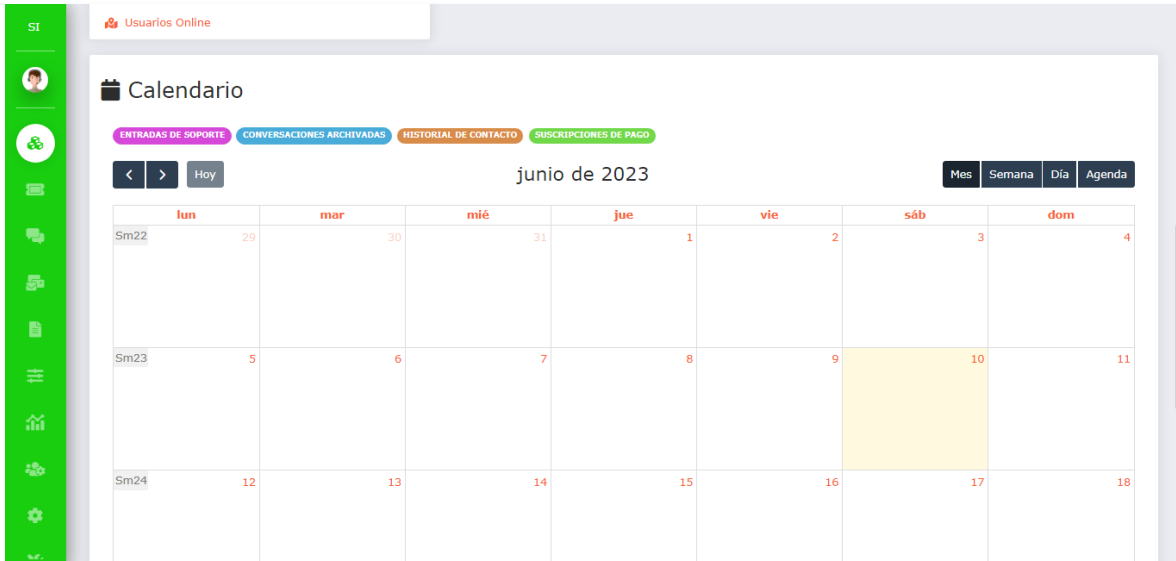 SI
Usuarios Online
Calendario
ENTRADAS DE SOPORTE CONVERSACIONES ARCHIVADAS HISTORIAL DE CONTACTO SUSCRIPCIONES DE PAGO
Hoy junio de 2023 Mes Semana Día Agenda
lun mar mié jue vie sáb dom
Sm22 29 30 31 1 2 3 4
Sm23 5 6 7 8 9 10 11
Sm24 12 13 14 15 16 17 18